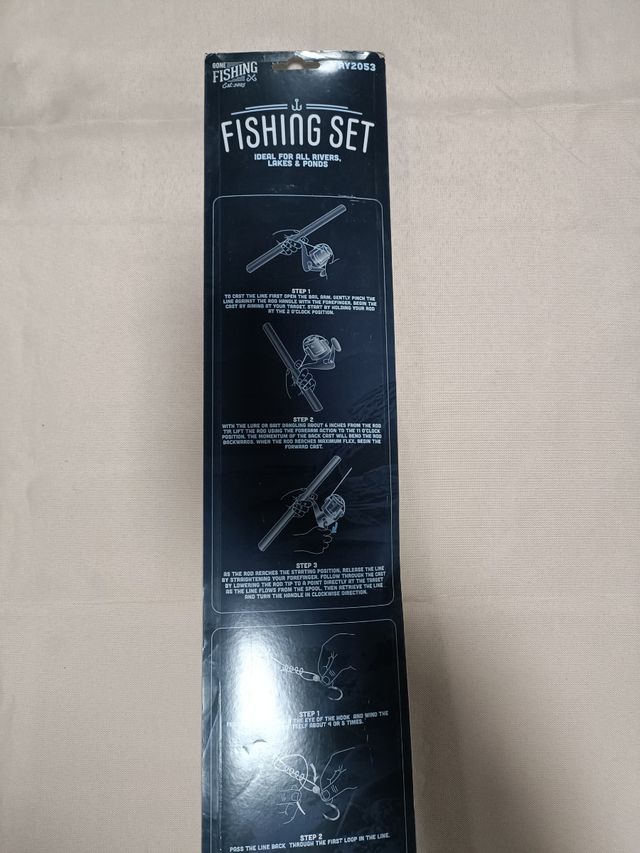 GONE
FISHING
Est. 2005
AY2053
FISHING SET
IDEAL FOR ALL RIVERS,
LAKES & PONDS
STEP 1
TO CAST THE LINE FIRST OPEN THE BAIL ARM. GENTLY PINCH THE
LINE AGAINST THE ROD HANDLE WITH THE FOREFINGER. BEGIN THE
CAST BY AIMING AT YOUR TARGET. START BY HOLDING YOUR ROD
AT THE 2 O'CLOCK POSITION.
STEP 2
WITH THE LURE OR BAIT DANGLING ABOUT 6 INCHES FROM THE ROD
TIP, LIFT THE ROD USING THE FOREARM ACTION TO THE 11 O'CLOCK
POSITION. THE MOMENTUM OF THE BACK CAST WILL BEND THE ROD
BACKWARDS. WHEN THE ROD REACHES MAXIMUM FLEX, BEGIN THE
FORWARD CAST.
STEP 3
AS THE ROD REACHES THE STARTING POSITION, RELEASE THE LINE
BY STRAIGHTENING YOUR FOREFINGER. FOLLOW THROUGH THE CAST
BY LOWERING THE ROD TIP TO A POINT DIRECTLY AT THE TARGET
AS THE LINE FLOWS FROM THE SPOOL. THEN RETRIEVE THE LINE
AND TURN THE HANDLE IN CLOCKWISE DIRECTION.
STEP 1
THE EYE OF THE HOOK AND WIND THE
ITSELF ABOUT 4 OR 5 TIMES.
STEP 2
PASS THE LINE BACK THROUGH THE FIRST LOOP IN THE LINE.